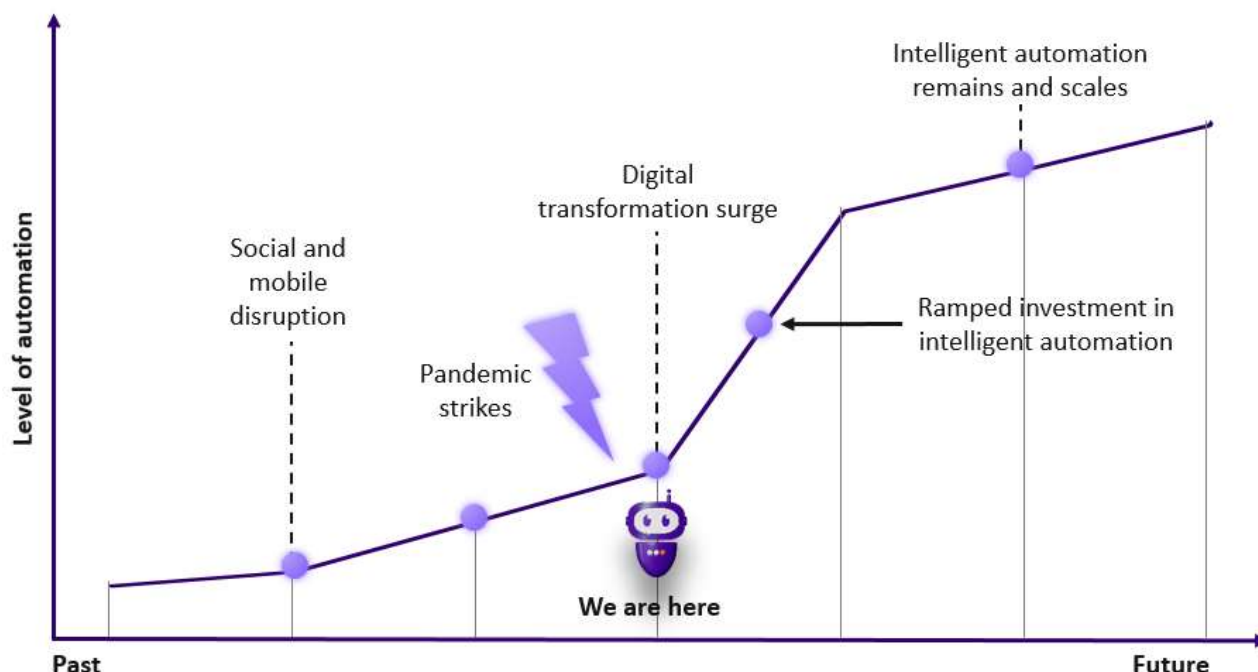 Intelligent automation
remains and scales
Digital
transformation surge
Social and
mobile
disruption
Ramped investment in
intelligent automation
Pandemic
strikes
Level of automation
We are here
Past
Future